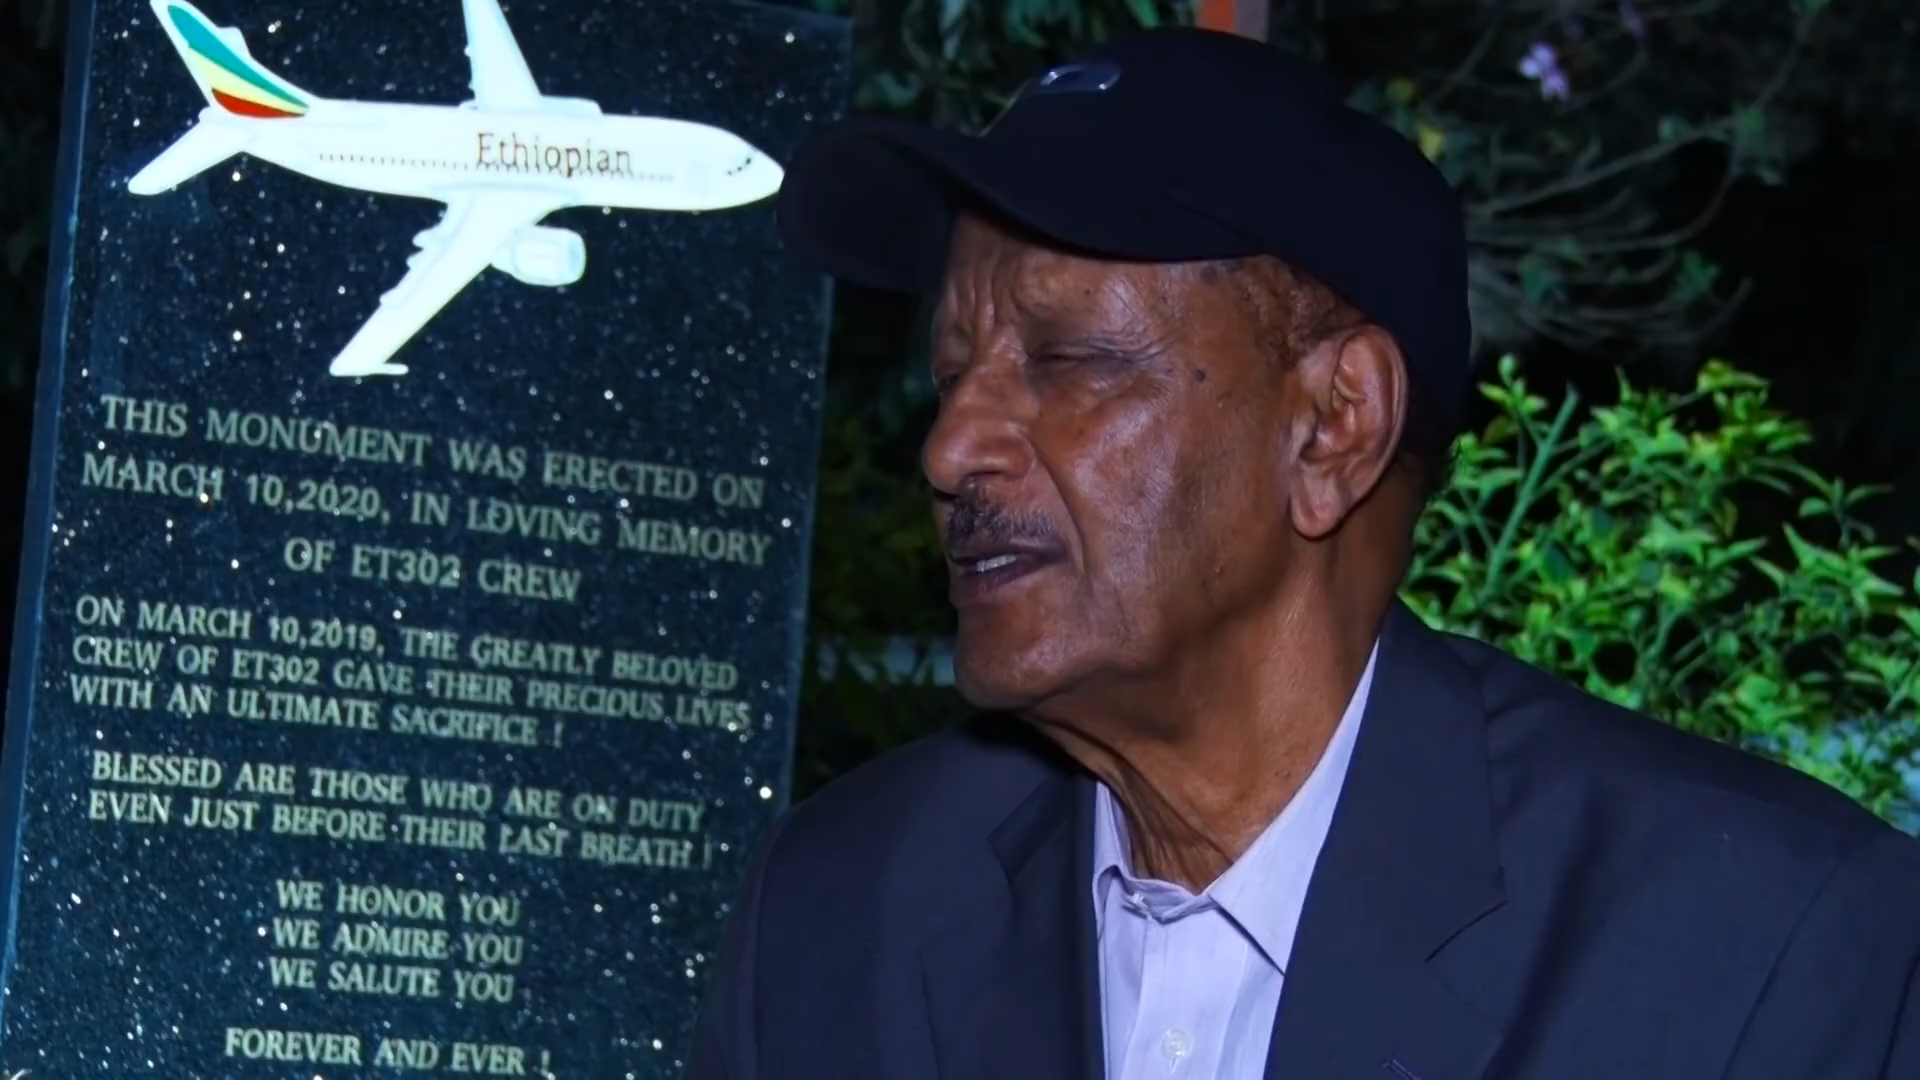 Ethiopian
THIS MONUMENT WAS ERECTED ON
MARCH 10,2020, IN LOVING MEMORY
OF ET302 CREW
ON MARCH 10,2019, THE GREATLY BELOVED
CREW OF ET302 GAVE THEIR PRECIOUS LIVES
WITH AN ULTIMATE SACRIFICE !
BLESSED ARE THOSE WHO ARE ON DUTY
EVEN JUST BEFORE THEIR LAST BREATH !
WE HONOR YOU
WE ADMIRE YOU
WE SALUTE YOU
FOREVER AND EVER !